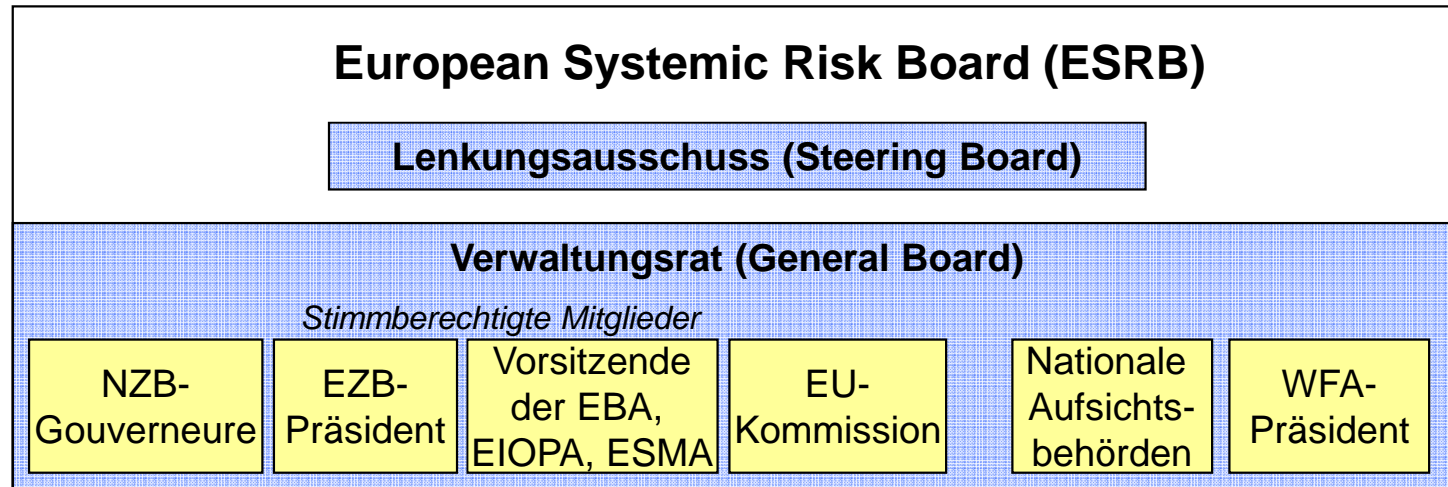 European Systemic Risk Board (ESRB)
Lenkungsausschuss (Steering Board)
Verwaltungsrat (General Board)
Stimmberechtigte Mitglieder
NZB-
Gouverneure
EZB-
Präsident
Vorsitzende
der EBA,
EIOPA, ESMA
EU-
Kommission
Nationale
Aufsichts-
behörden
WFA-
Präsident